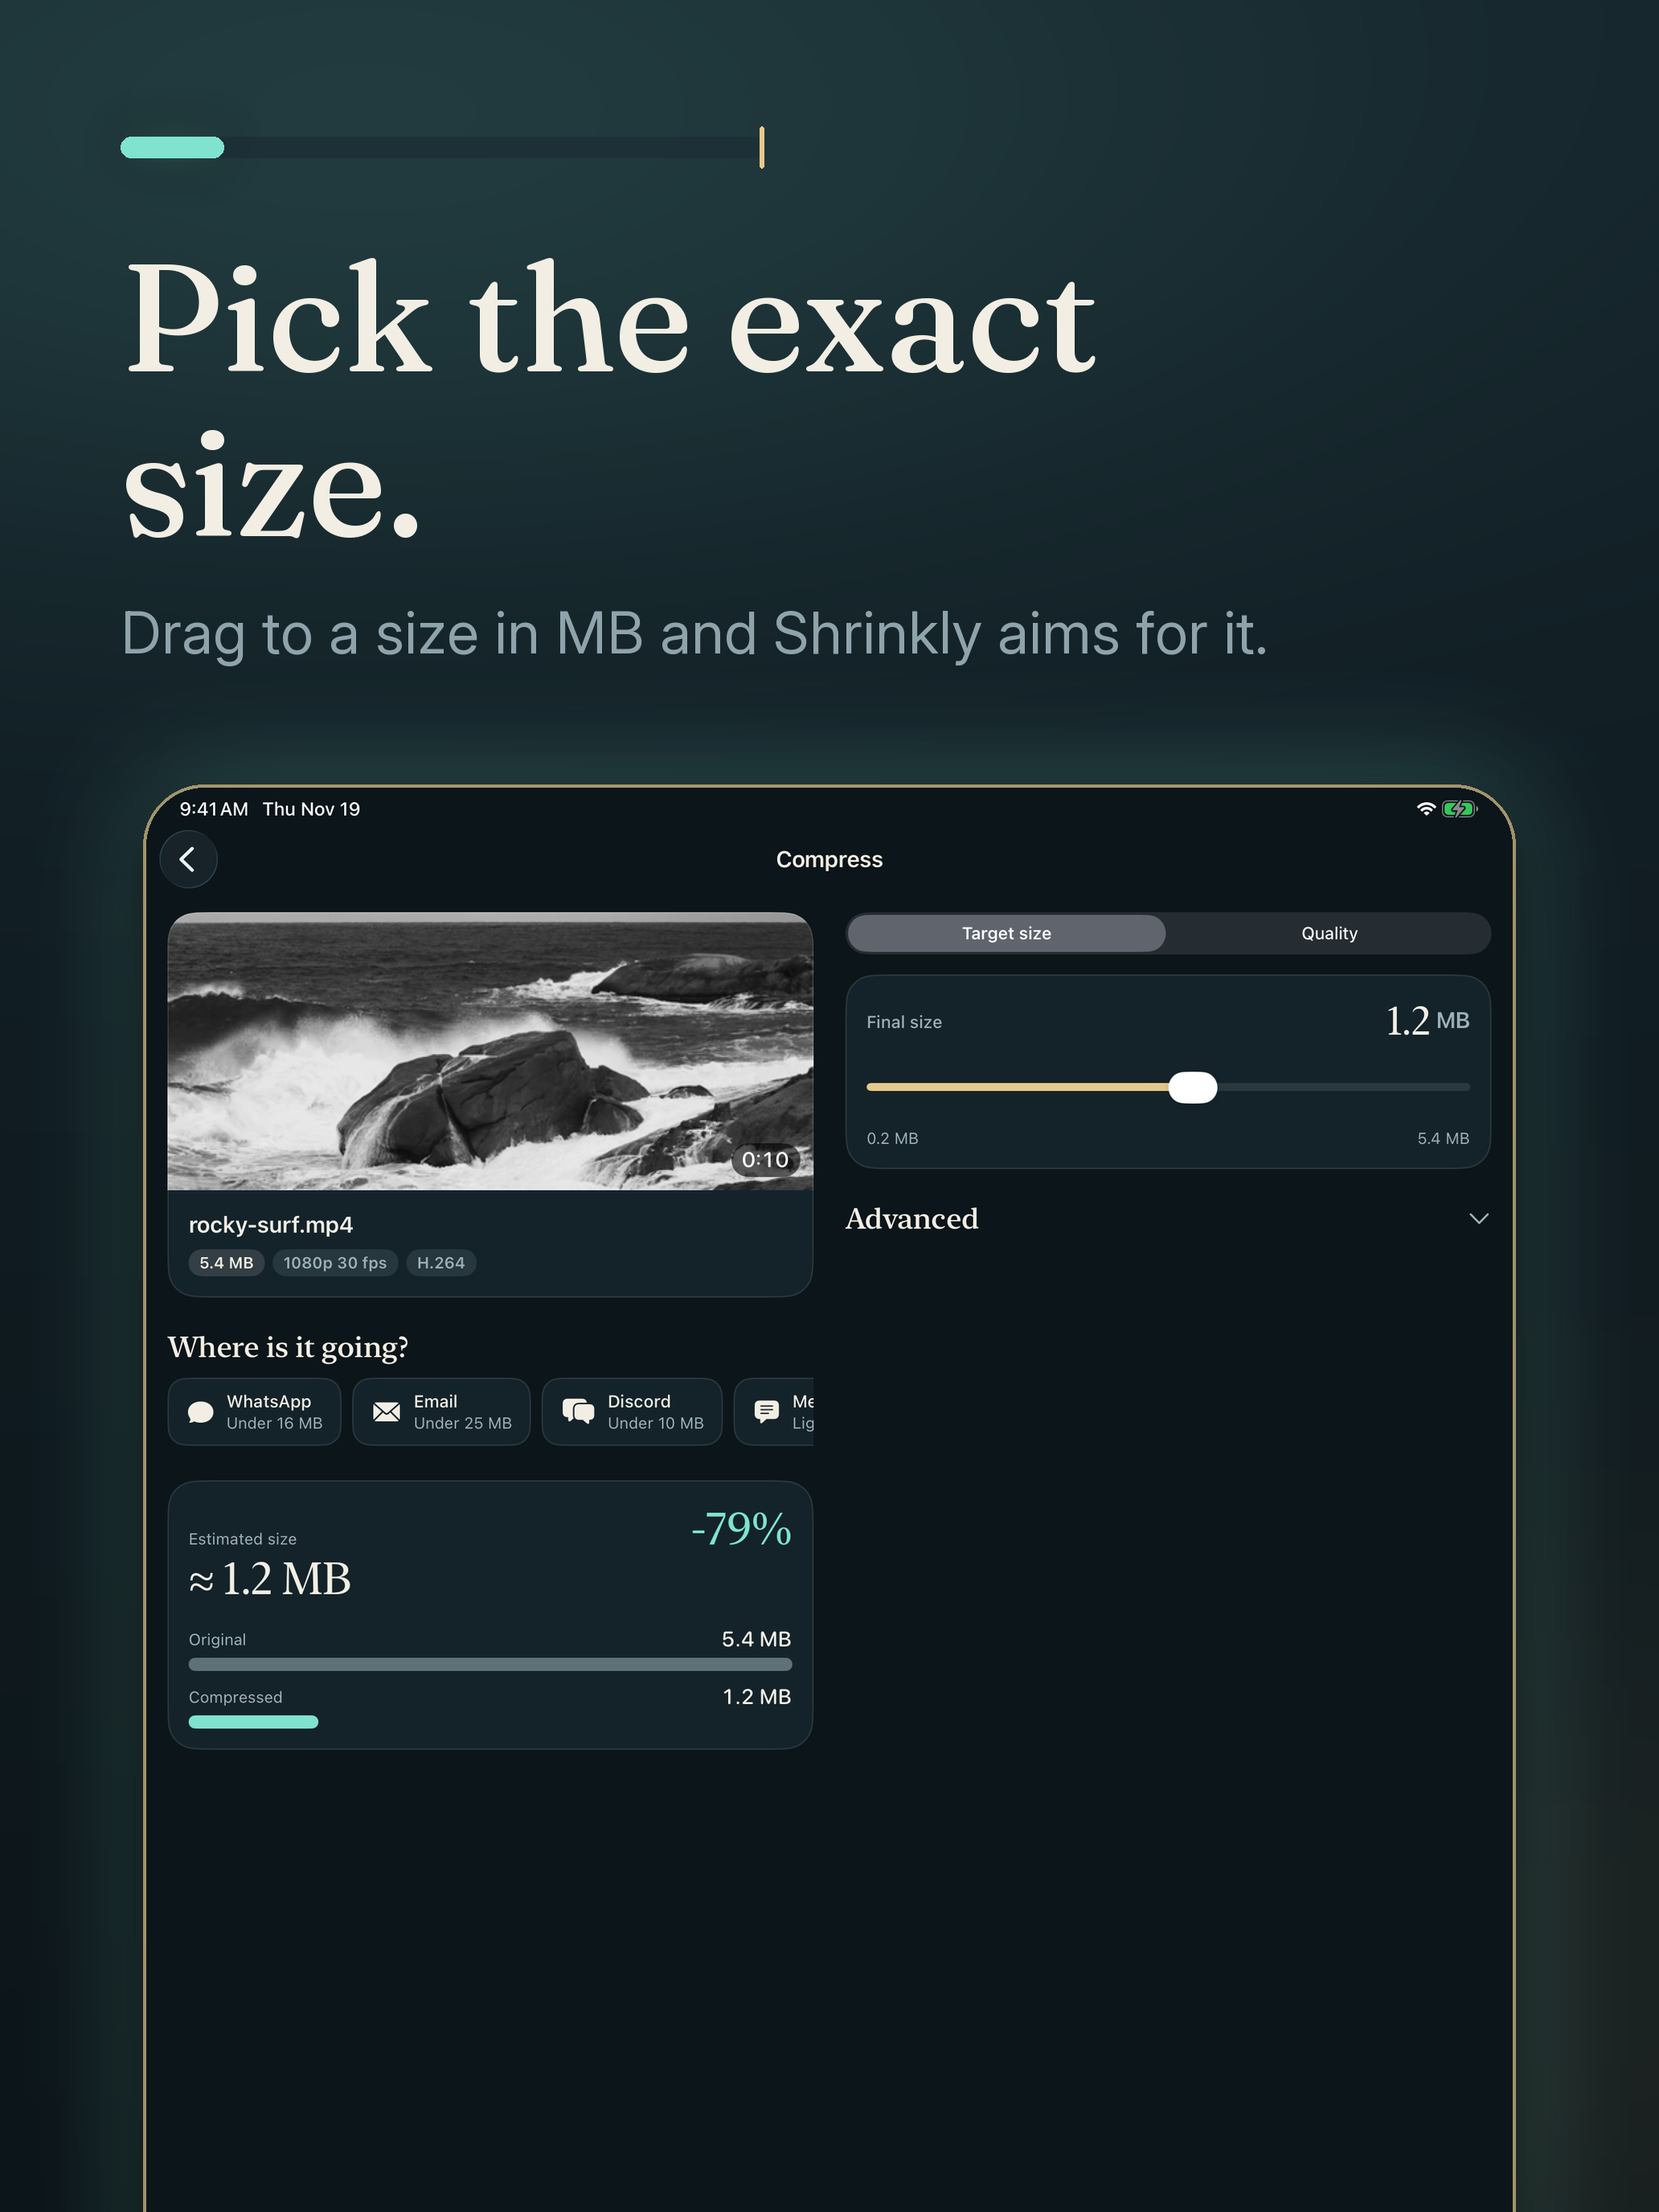 Pick the exact
size.
Drag to a size in MB and Shrinkly aims for it.
9:41 AM Thu Nov 19
Compress
0:10
rocky-surf.mp4
5.4 MB 1080p 30 fps H.264
Where is it going?
WhatsApp
Under 16 MB
Email
Under 25 MB
Discord
Under 10 MB
Me
Lig
Estimated size
-79%
≈ 1.2 MB
Original 5.4 MB
Compressed 1.2 MB
Target size Quality
Final size 1.2 MB
0.2 MB 5.4 MB
Advanced